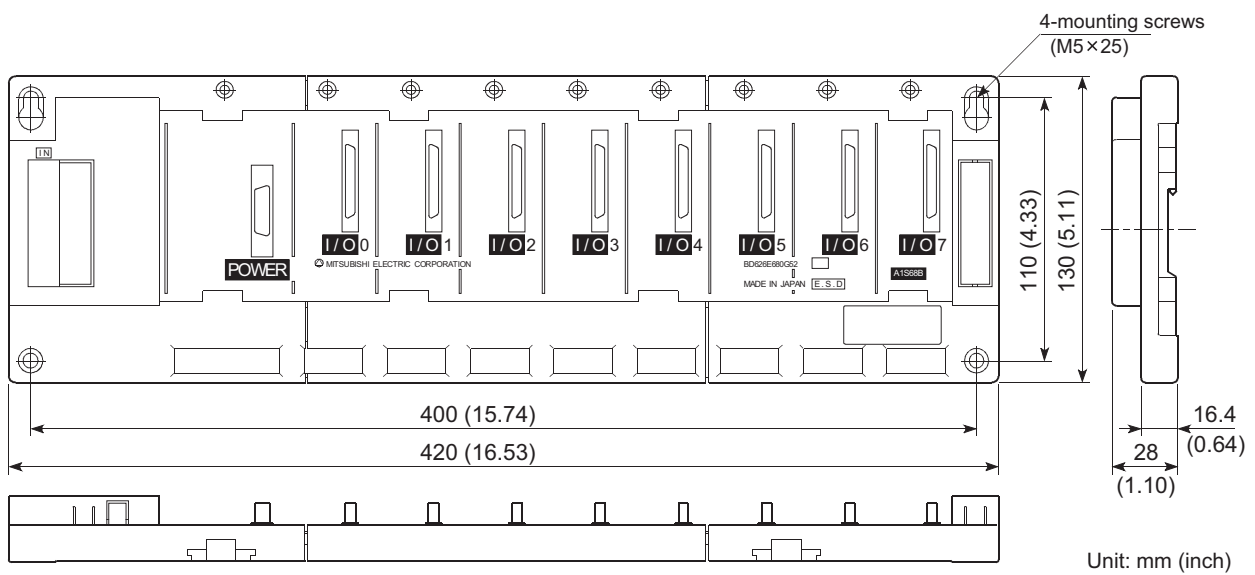 4-mounting screws
(M5×25)
IN
I/O0
I/O1
I/O2
I/O3
I/O4
I/O5
I/O6
I/O7
POWER
MITSUBISHI ELECTRIC CORPORATION
BD626E680G52
A1S68B
MADE IN JAPAN
E.S.D
110 (4.33)
130 (5.11)
400 (15.74)
420 (16.53)
16.4
(0.64)
28
(1.10)
Unit: mm (inch)